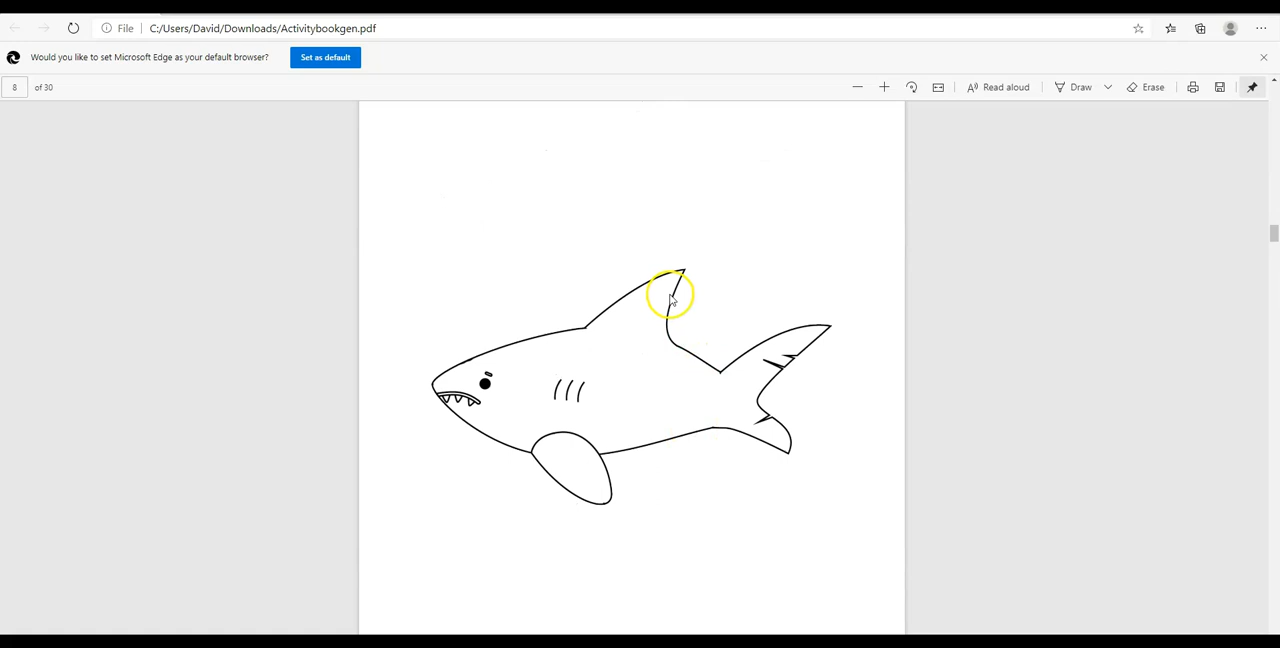 File C:/Users/David/Downloads/Activitybookgen.pdf
Would you like to set Microsoft Edge as your default browser? Set as default
8 of 30 Read aloud Draw Erase